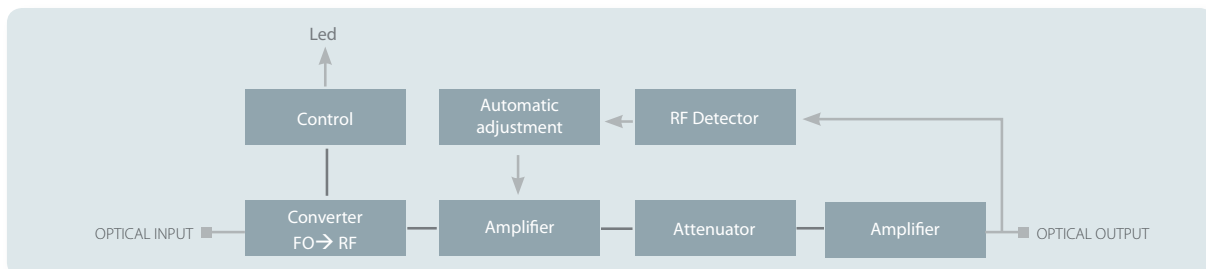 Led
Control
Automatic
adjustment
RF Detector
OPTICAL INPUT
Converter
FO→ RF
Amplifier
Attenuator
Amplifier
OPTICAL OUTPUT